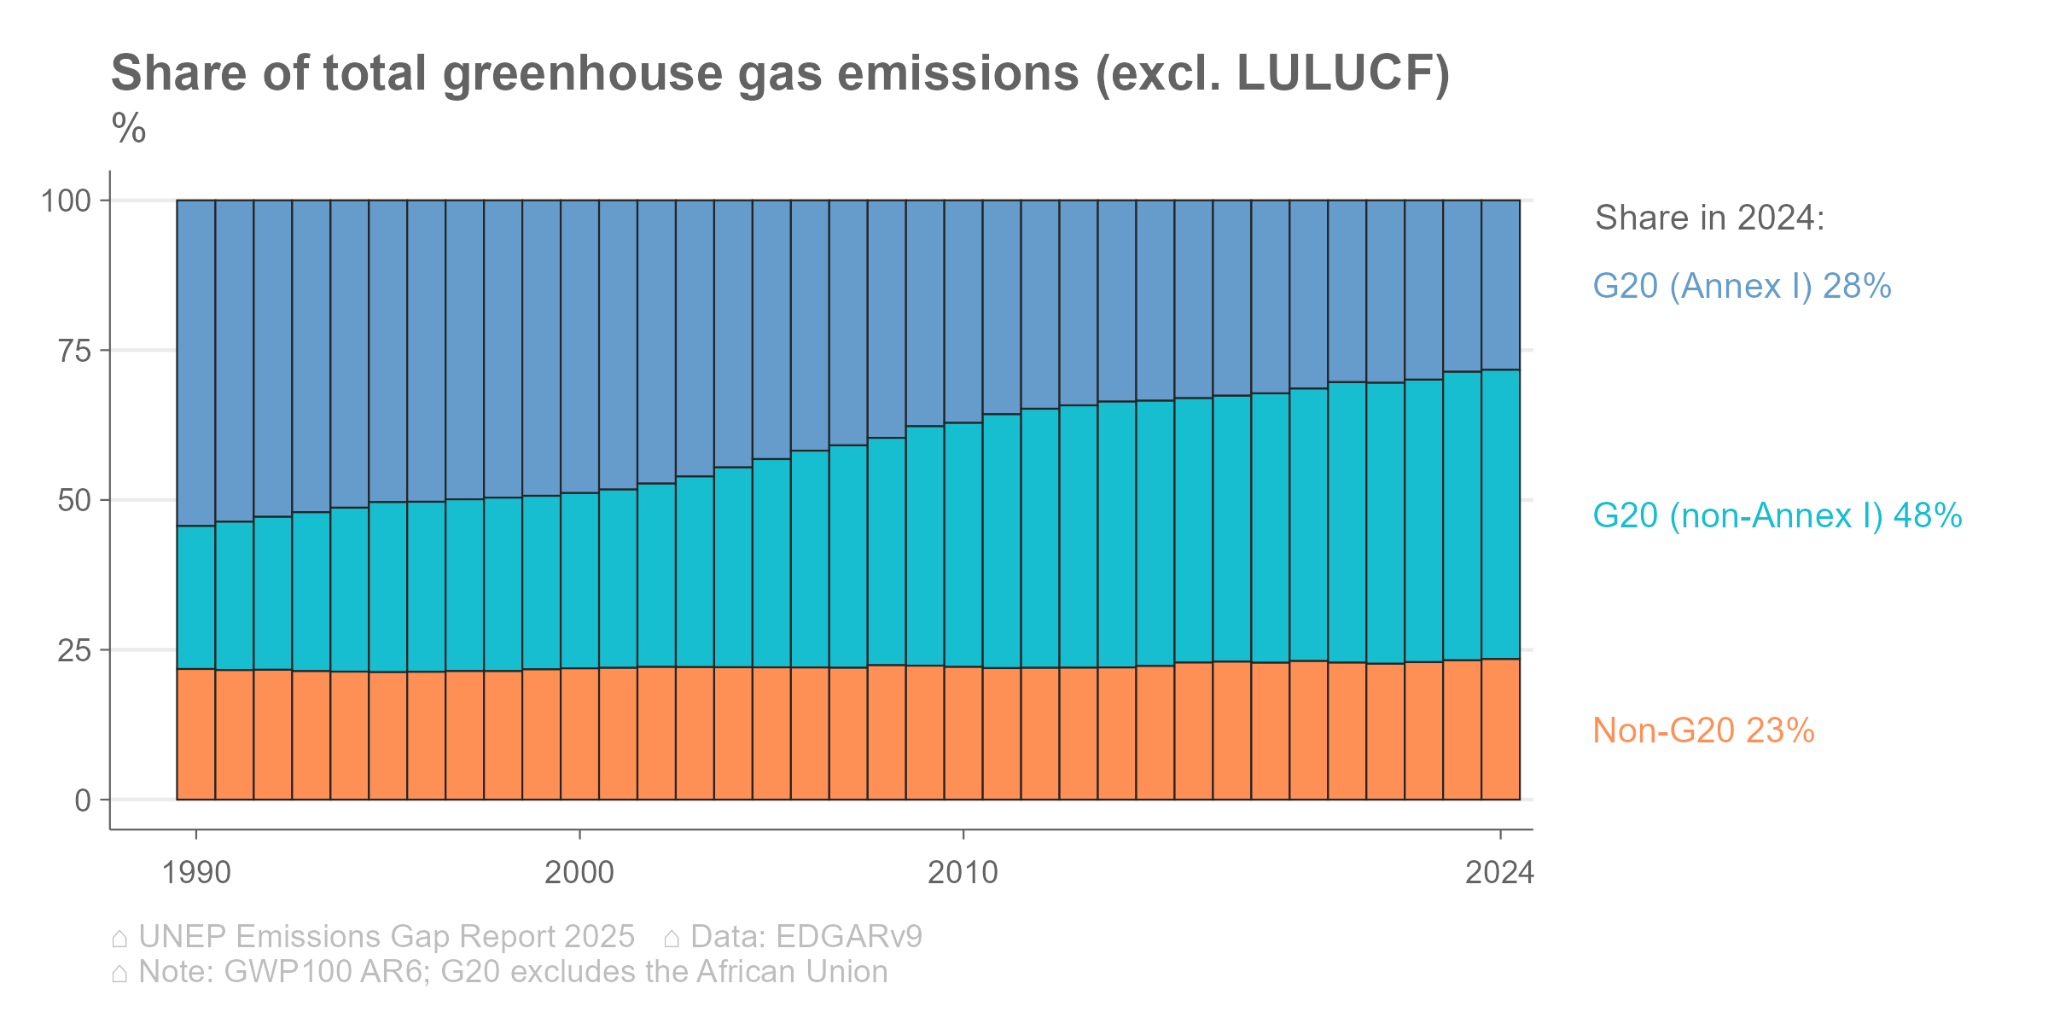 Share of total greenhouse gas emissions (excl. LULUCF)
%
100
75
50
25
0
1990 2000 2010 2024
Share in 2024:
G20 (Annex I) 28%
G20 (non-Annex I) 48%
Non-G20 23%
⌂ UNEP Emissions Gap Report 2025 ⌂ Data: EDGARv9
⌂ Note: GWP100 AR6; G20 excludes the African Union